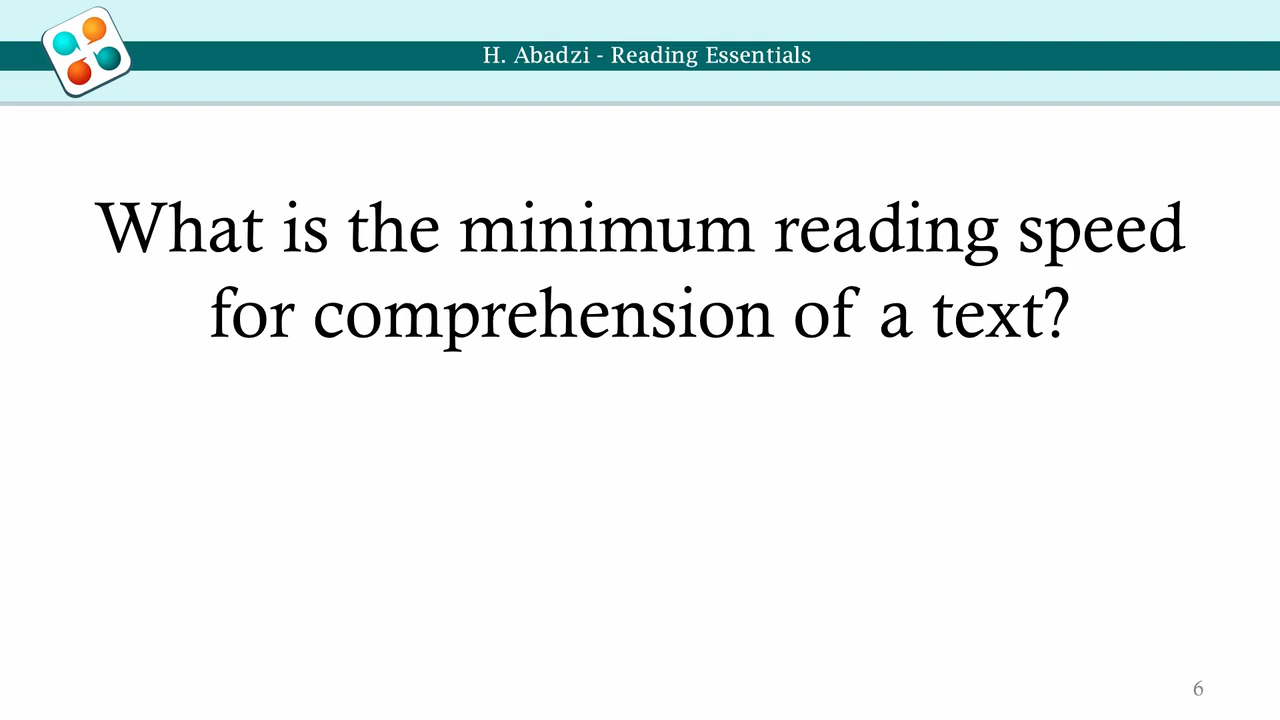 H. Abadzi - Reading Essentials
What is the minimum reading speed
for comprehension of a text?
6